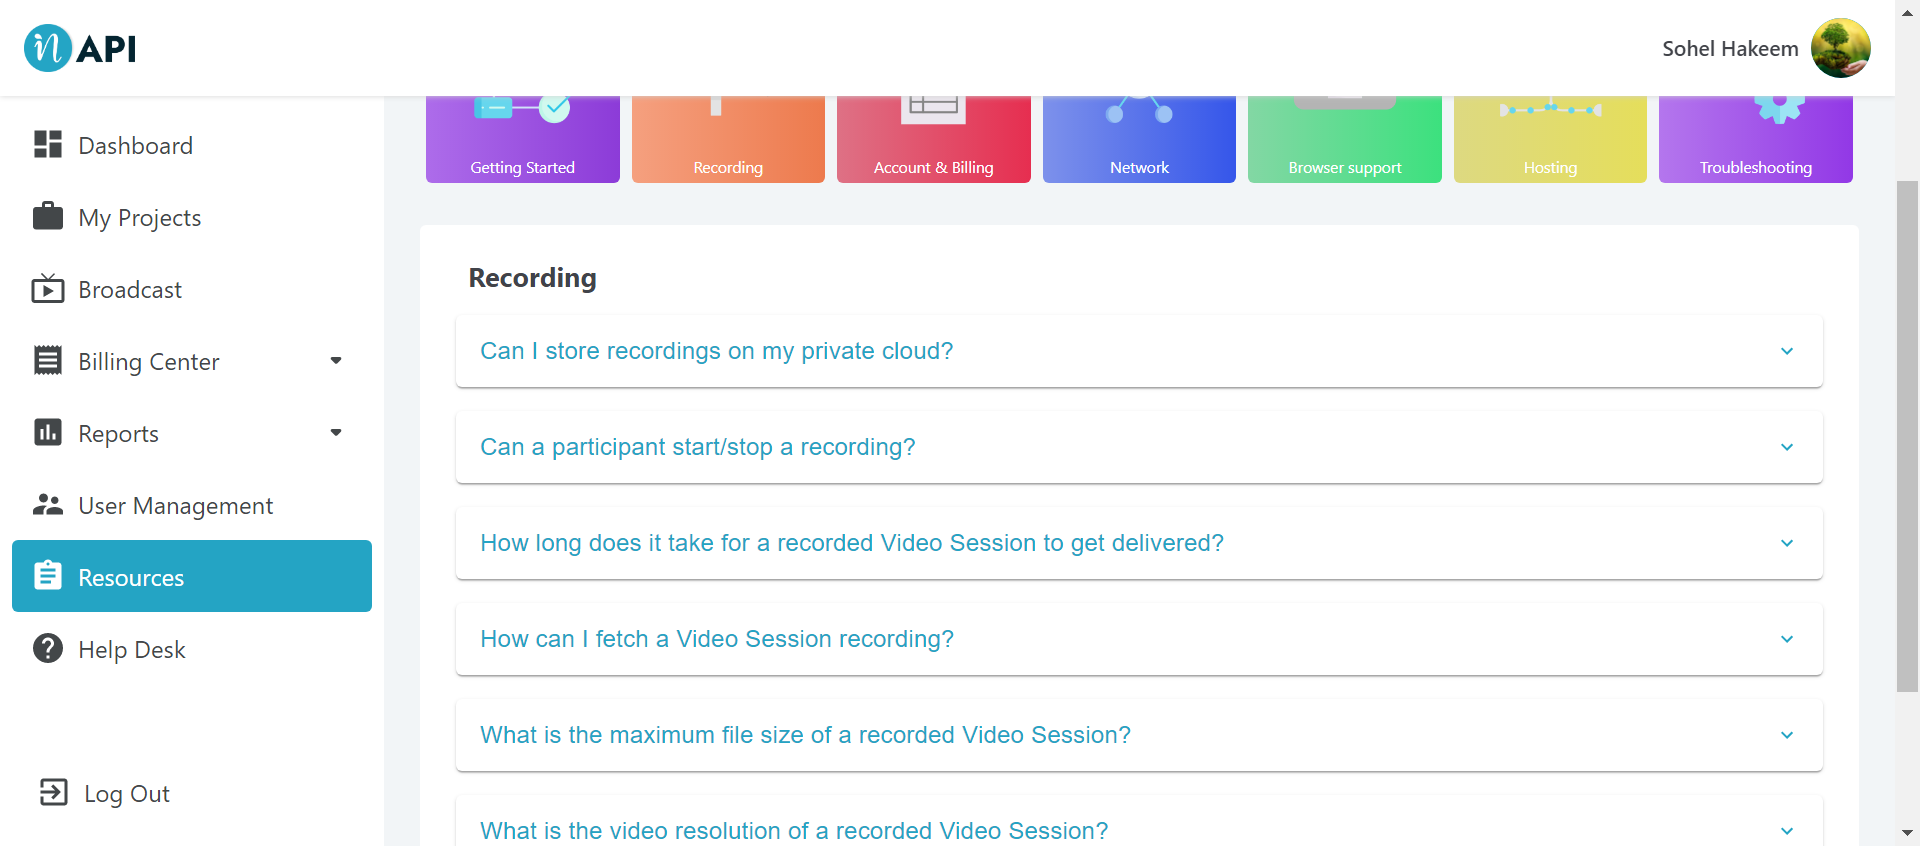 n API
Sohel Hakeem
Dashboard
My Projects
Broadcast
Billing Center
Reports
User Management
Resources
Help Desk
Log Out
Getting Started
Recording
Account & Billing
Network
Browser support
Hosting
Troubleshooting
Recording
Can I store recordings on my private cloud?
Can a participant start/stop a recording?
How long does it take for a recorded Video Session to get delivered?
How can I fetch a Video Session recording?
What is the maximum file size of a recorded Video Session?
What is the video resolution of a recorded Video Session?